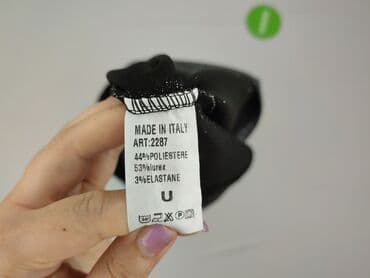 MADE IN ITALY
ART:2287
44%POLIESTERE
53%lurex
3%ELASTANE
U